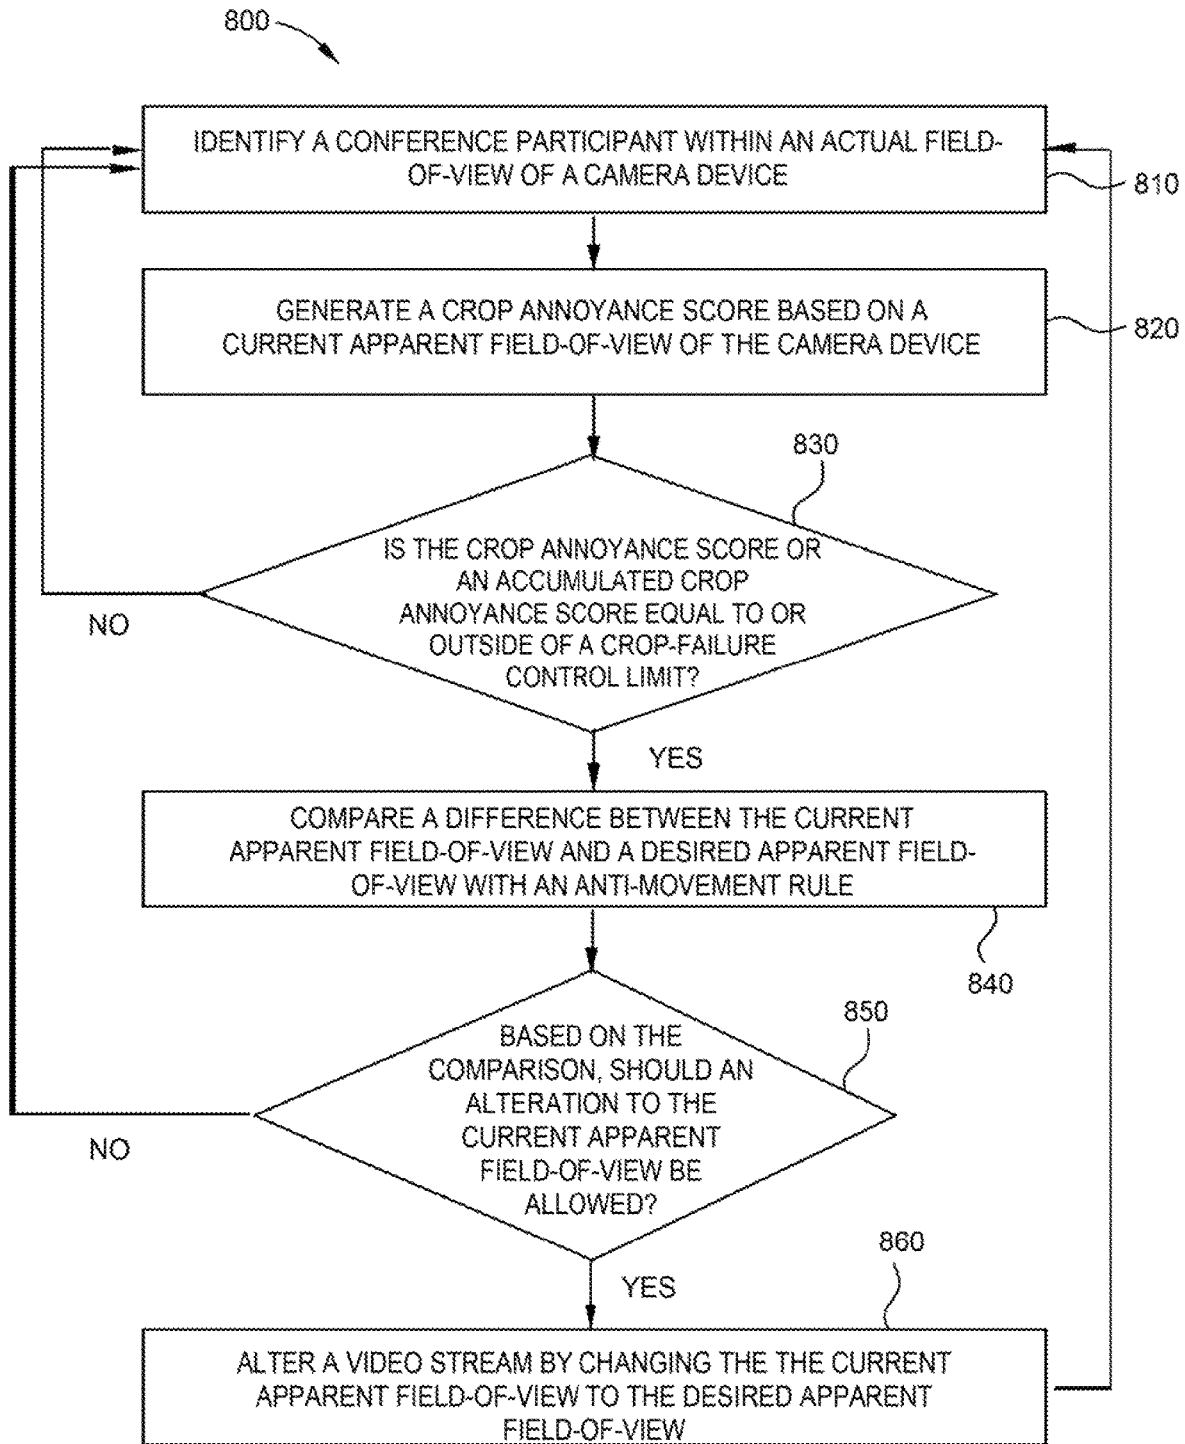 800
IDENTIFY A CONFERENCE PARTICIPANT WITHIN AN ACTUAL FIELD-
OF-VIEW OF A CAMERA DEVICE
810
GENERATE A CROP ANNOYANCE SCORE BASED ON A
CURRENT APPARENT FIELD-OF-VIEW OF THE CAMERA DEVICE
820
830
IS THE CROP ANNOYANCE SCORE OR
AN ACCUMULATED CROP
ANNOYANCE SCORE EQUAL TO OR
OUTSIDE OF A CROP-FAILURE
CONTROL LIMIT?
NO
YES
COMPARE A DIFFERENCE BETWEEN THE CURRENT
APPARENT FIELD-OF-VIEW AND A DESIRED APPARENT FIELD-
OF-VIEW WITH AN ANTI-MOVEMENT RULE
840
850
BASED ON THE
COMPARISON, SHOULD AN
ALTERATION TO THE
CURRENT APPARENT
FIELD-OF-VIEW BE
ALLOWED?
NO
YES
860
ALTER A VIDEO STREAM BY CHANGING THE THE CURRENT
APPARENT FIELD-OF-VIEW TO THE DESIRED APPARENT
FIELD-OF-VIEW